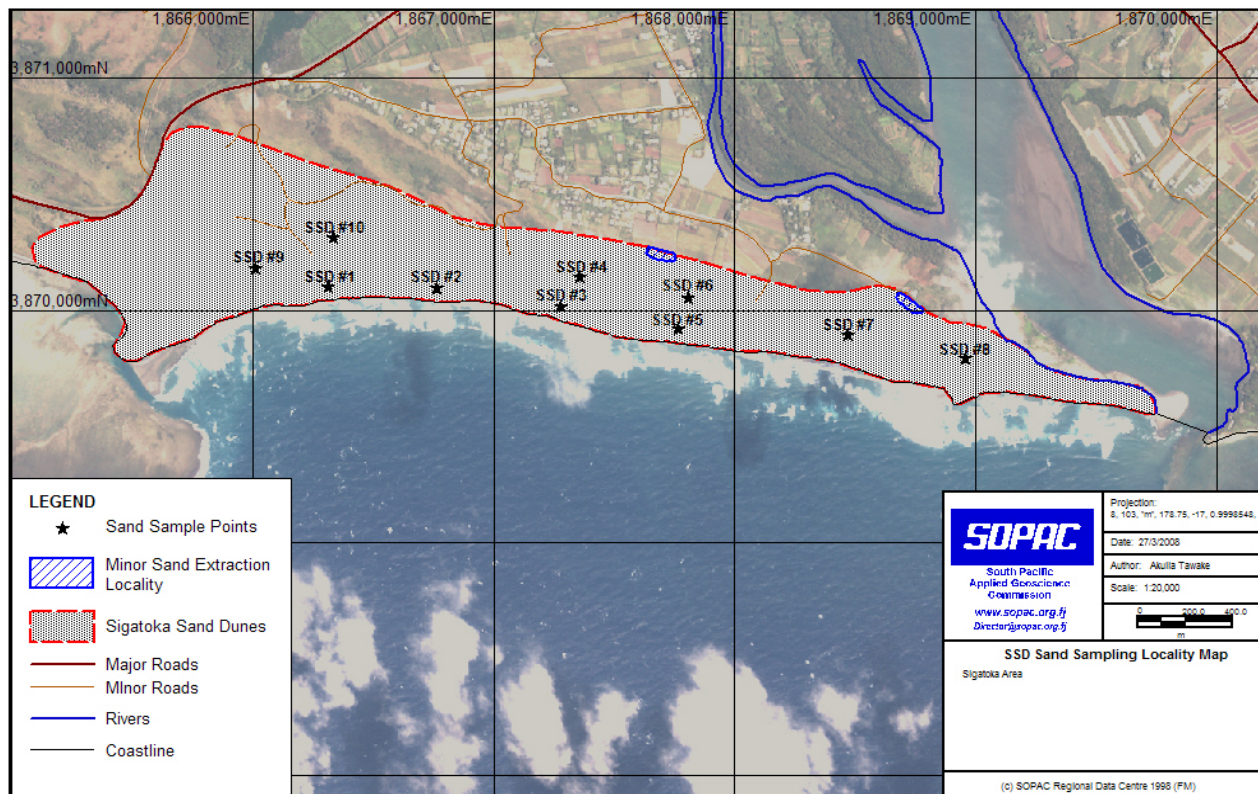 1,866,000mE
1,867,000mE
1,868,000mE
1,869,000mE
1,870,000mE
3,871,000mN
SSD #10
SSD #9
SSD #1
SSD #2
SSD #4
SSD #3
SSD #6
SSD #5
3,870,000mN
SSD #7
SSD #8
LEGEND
Sand Sample Points
Minor Sand Extraction
Locality
Sigatoka Sand Dunes
Major Roads
MInor Roads
Rivers
Coastline
SOPAC
South Pacific
Applied Geoscience
Commission
www.sopac.org.fj
Director@sopac.org.fj
Projection:
8, 103, "m", 178.75, -17, 0.9998548,
Date: 27/3/2008
Author: Akuila Tawake
Scale: 1:20,000
0 200.0 400.0
m
SSD Sand Sampling Locality Map
Sigatoka Area
(c) SOPAC Regional Data Centre 1998 (FM)